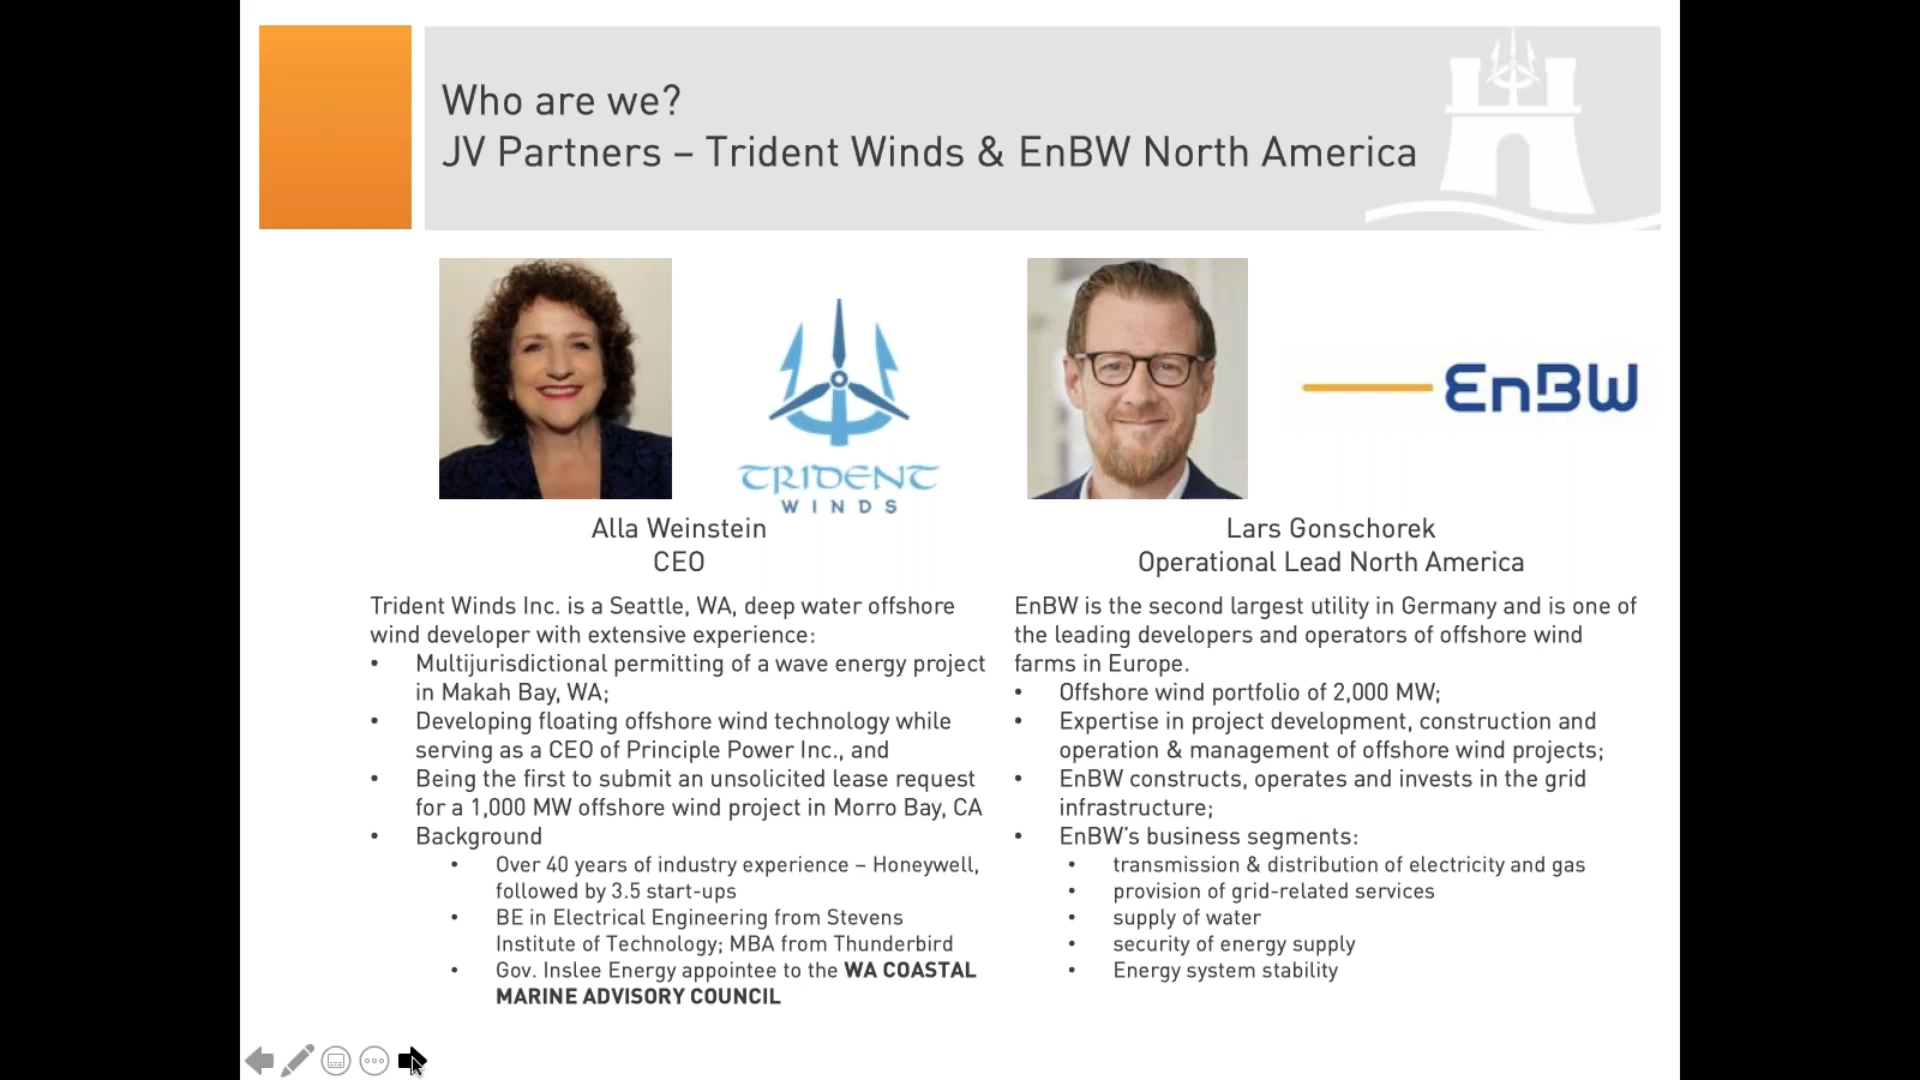 Who are we?
JV Partners – Trident Winds & EnBW North America
TRIDENT
WINDS
EnBW
Alla Weinstein
CEO
Lars Gonschorek
Operational Lead North America
Trident Winds Inc. is a Seattle, WA, deep water offshore
wind developer with extensive experience:
• Multijurisdictional permitting of a wave energy project
in Makah Bay, WA;
• Developing floating offshore wind technology while
serving as a CEO of Principle Power Inc., and
• Being the first to submit an unsolicited lease request
for a 1,000 MW offshore wind project in Morro Bay, CA
• Background
• Over 40 years of industry experience – Honeywell,
followed by 3.5 start-ups
• BE in Electrical Engineering from Stevens
Institute of Technology; MBA from Thunderbird
• Gov. Inslee Energy appointee to the WA COASTAL
MARINE ADVISORY COUNCIL
EnBW is the second largest utility in Germany and is one of
the leading developers and operators of offshore wind
farms in Europe.
• Offshore wind portfolio of 2,000 MW;
• Expertise in project development, construction and
operation & management of offshore wind projects;
• EnBW constructs, operates and invests in the grid
infrastructure;
• EnBW’s business segments:
• transmission & distribution of electricity and gas
• provision of grid-related services
• supply of water
• security of energy supply
• Energy system stability